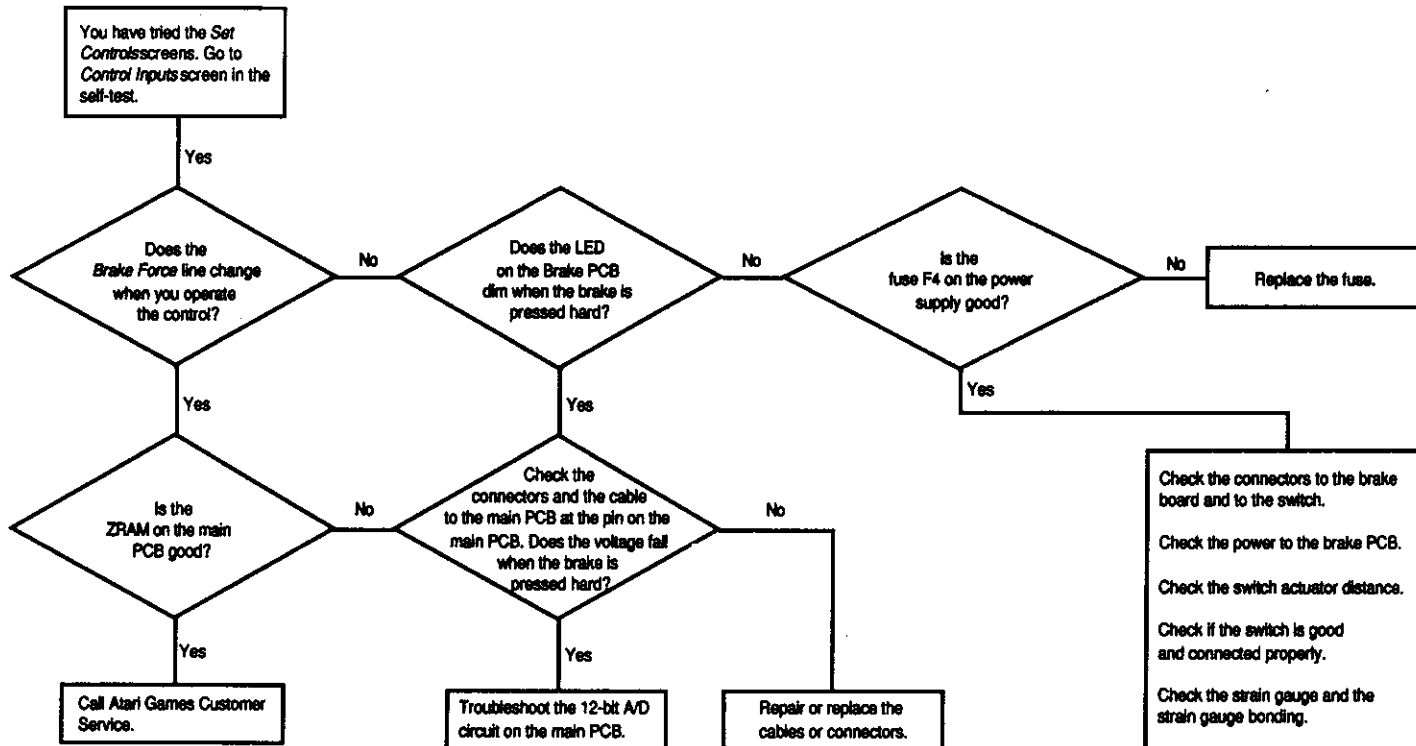 You have tried the Set
Controlsscreens. Go to
Control Inputs screen in the
self-test.
Yes
Does the
Brake Force line change
when you operate
the control?
No
Does the LED
on the Brake PCB
dim when the brake is
pressed hard?
No
Is the
fuse F4 on the power
supply good?
No
Replace the fuse.
Yes
Yes
Yes
Is the
ZRAM on the main
PCB good?
No
Check the
connectors and the cable
to the main PCB at the pin on the
main PCB. Does the voltage fall
when the brake is
pressed hard?
No
Check the connectors to the brake
board and to the switch.
Check the power to the brake PCB.
Check the switch actuator distance.
Check if the switch is good
and connected properly.
Check the strain gauge and the
strain gauge bonding.
Yes
Yes
Call Atari Games Customer
Service.
Troubleshoot the 12-bit A/D
circuit on the main PCB.
Repair or replace the
cables or connectors.